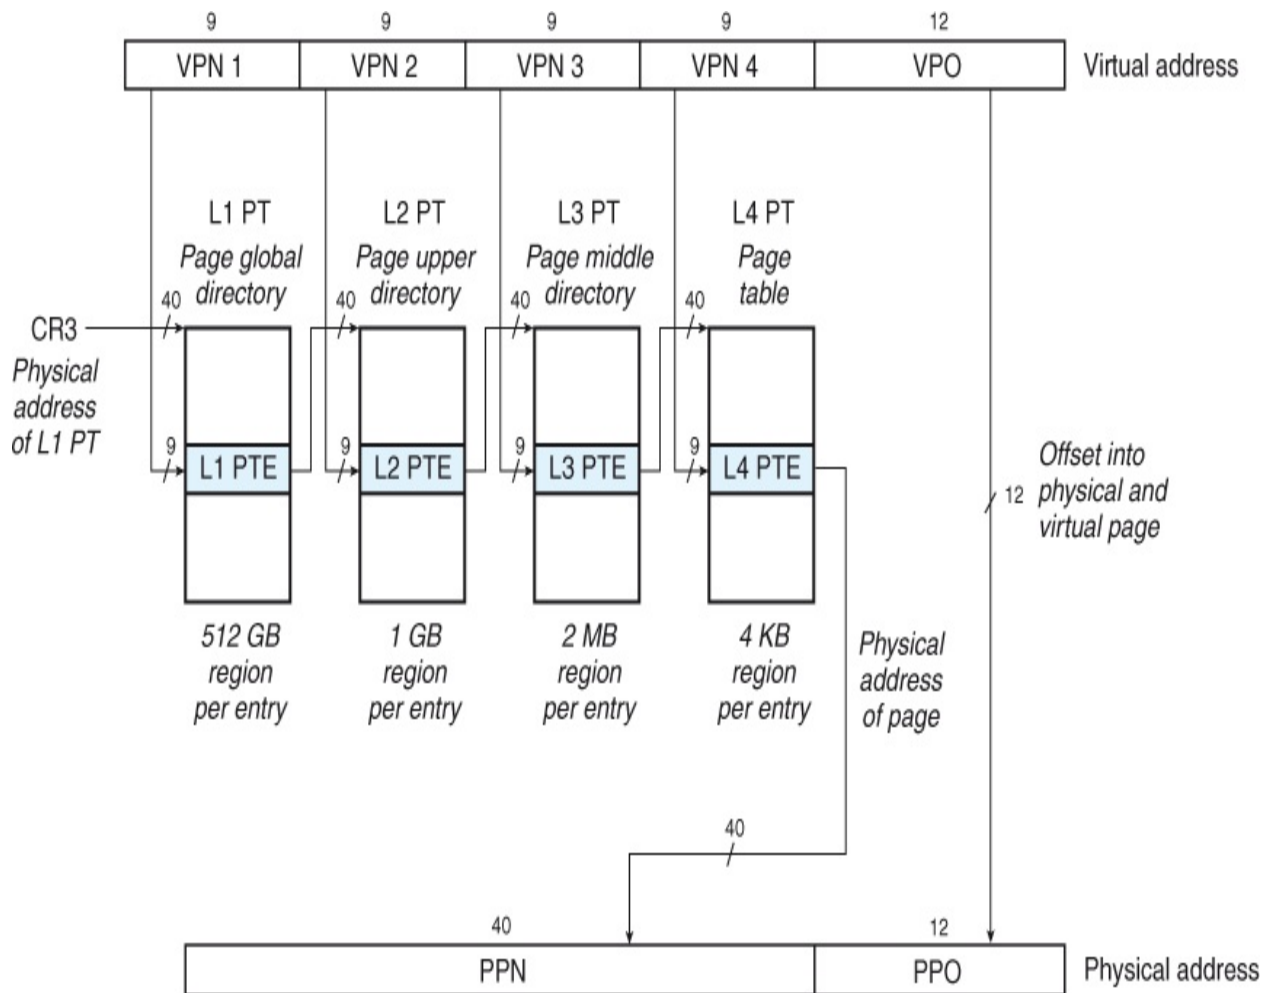 9 9 9 9 12
VPN 1 VPN 2 VPN 3 VPN 4 VPO Virtual address
L1 PT L2 PT L3 PT L4 PT
Page global Page upper Page middle Page
directory directory directory table
40 40 40 40
CR3
Physical
address
of L1 PT
9 9 9 9
L1 PTE L2 PTE L3 PTE L4 PTE
Offset into
12 physical and
virtual page
512 GB 1 GB 2 MB 4 KB
region region region region
per entry per entry per entry per entry
Physical
address
of page
40
40 12
PPN PPO Physical address